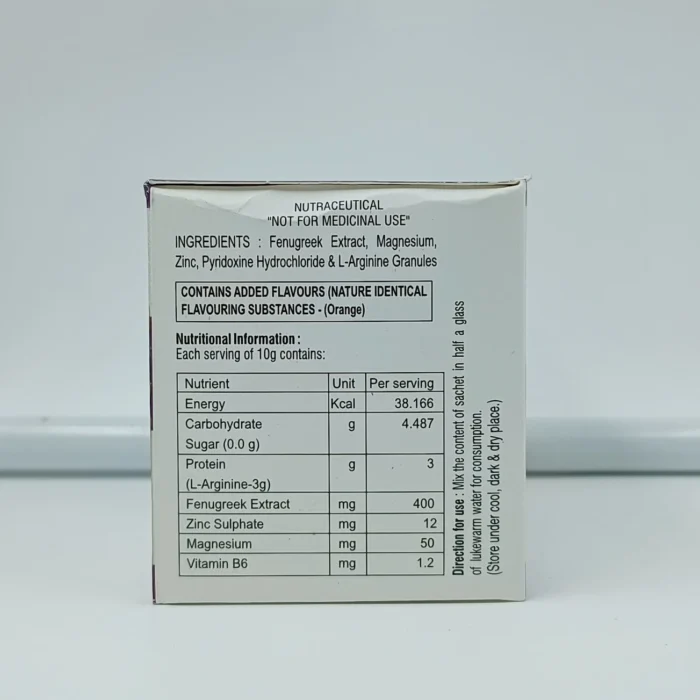 NUTRACEUTICAL
"NOT FOR MEDICINAL USE"
INGREDIENTS : Fenugreek Extract, Magnesium,
Zinc, Pyridoxine Hydrochloride & L-Arginine Granules
CONTAINS ADDED FLAVOURS (NATURE IDENTICAL
FLAVOURING SUBSTANCES - (Orange)
Nutritional Information :
Each serving of 10g contains:
Nutrient Unit Per serving
Energy Kcal 38.166
Carbohydrate g 4.487
Sugar (0.0 g)
Protein g 3
(L-Arginine-3g)
Fenugreek Extract mg 400
Zinc Sulphate mg 12
Magnesium mg 50
Vitamin B6 mg 1.2
Direction for use : Mix the content of sachet in half a glass
of lukewarm water for consumption.
(Store under cool, dark & dry place.)